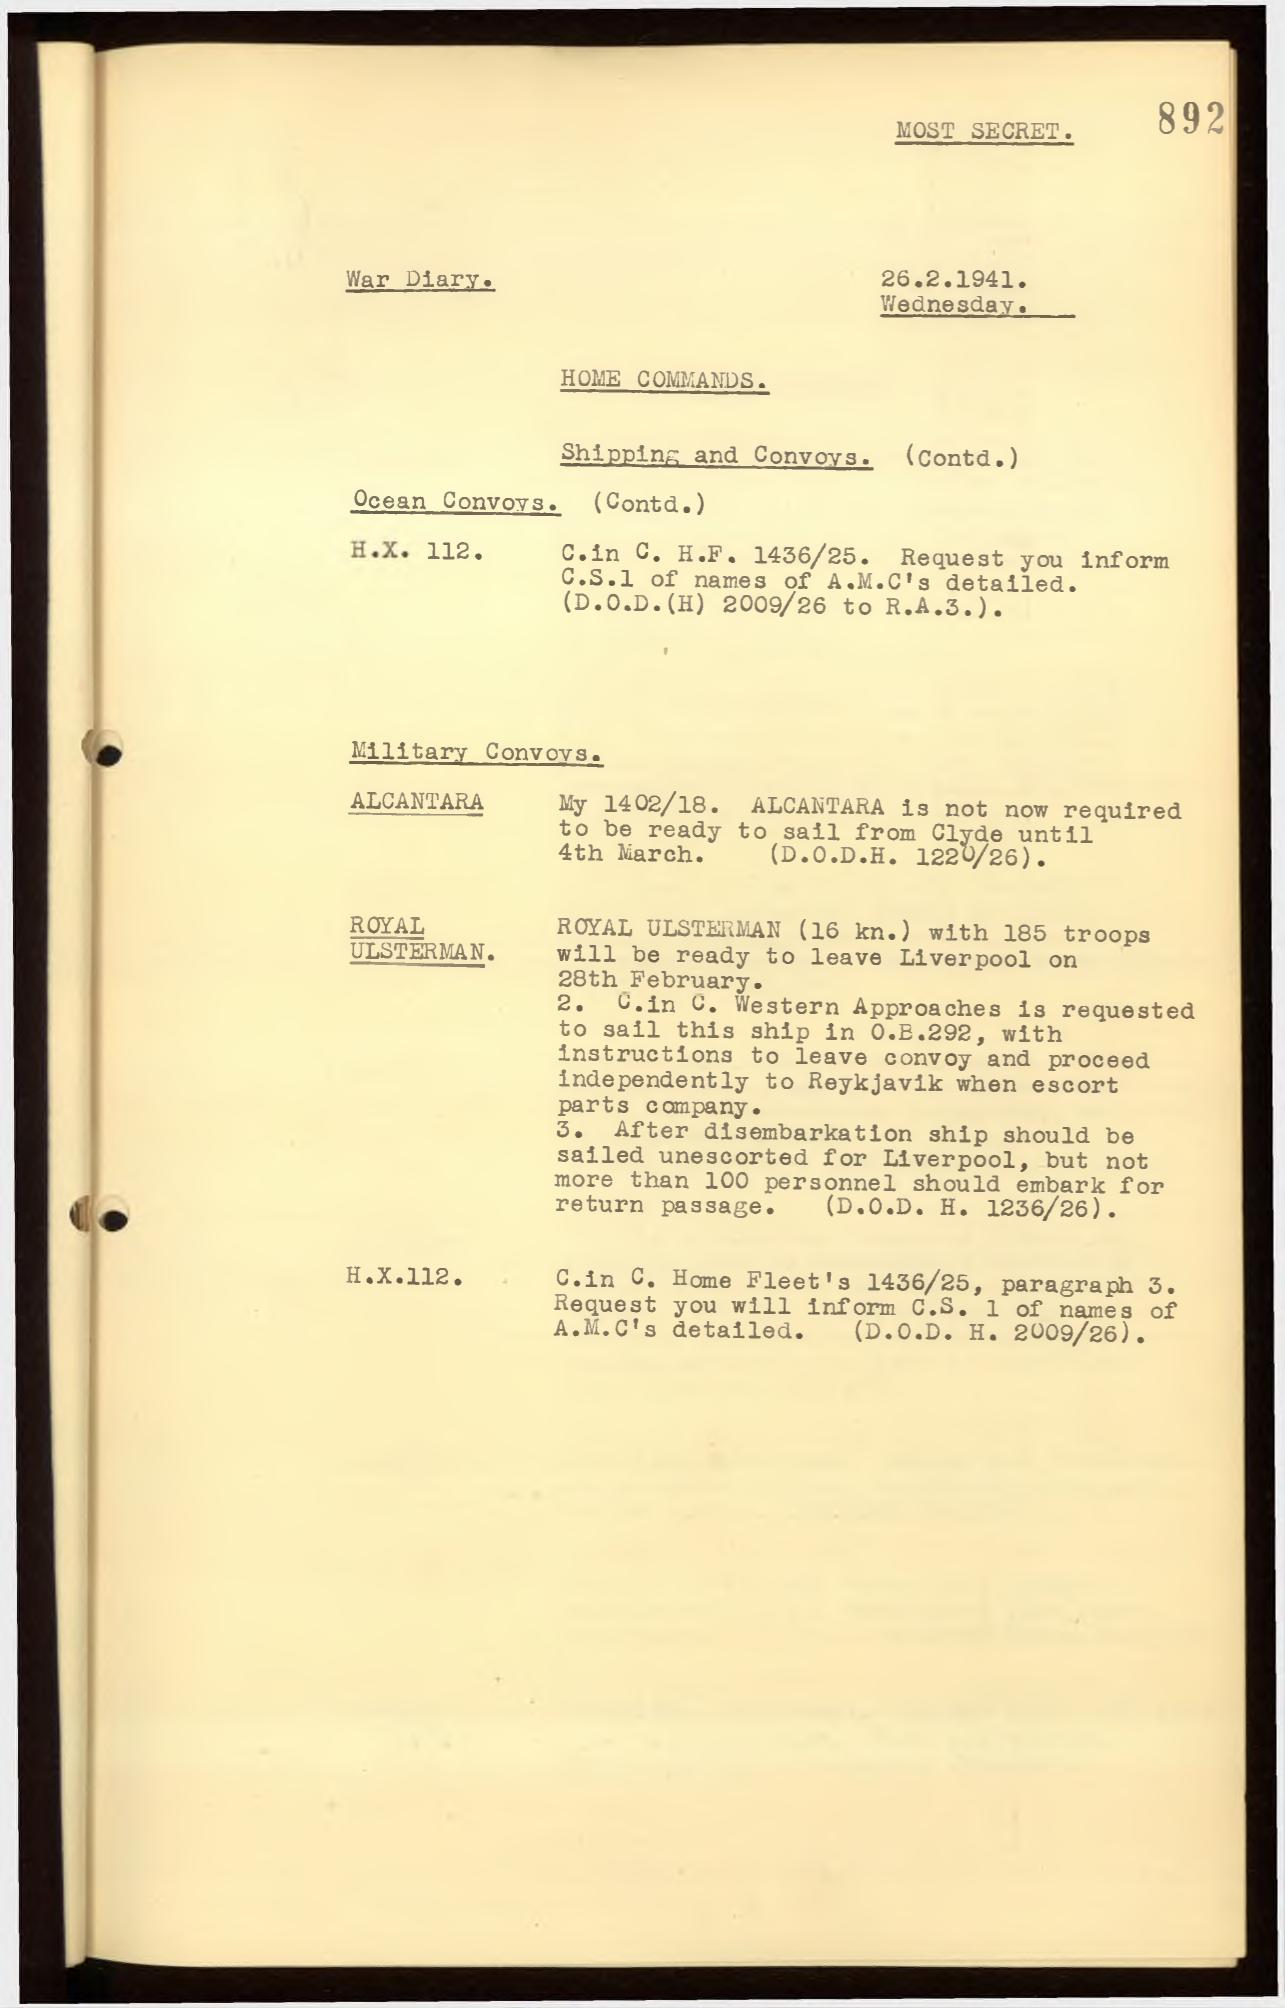 892
MOST SECRET.
War Diary.
26.2.1941.
Wednesday.
HOME COMMANDS.
Shipping and Convoys. (Contd.)
Ocean Convoys. (Contd.)
H.X. 112.
C.in C. H.F. 1436/25. Request you inform
C.S.1 of names of A.M.C's detailed.
(D.O.D.(H) 2009/26 to R.A.3.).
Military Convoys.
ALCANTARA
My 1402/18. ALCANTARA is not now required
to be ready to sail from Clyde until
4th March. (D.O.D.H. 1220/26).
ROYAL
ULSTERMAN.
ROYAL ULSTERMAN (16 kn.) with 185 troops
will be ready to leave Liverpool on
28th February.
2. C.in C. Western Approaches is requested
to sail this ship in O.B.292, with
instructions to leave convoy and proceed
independently to Reykjavik when escort
parts company.
3. After disembarkation ship should be
sailed unescorted for Liverpool, but not
more than 100 personnel should embark for
return passage. (D.O.D. H. 1236/26).
H.X.112.
C.in C. Home Fleet's 1436/25, paragraph 3.
Request you will inform C.S. 1 of names of
A.M.C's detailed. (D.O.D. H. 2009/26).